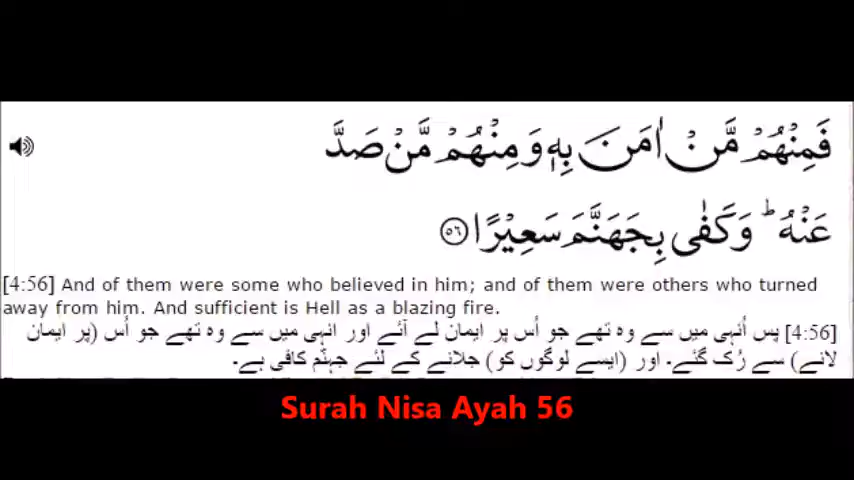 فَمِنْهُمْ مَّنْ اٰمَنَ بِهٖ وَمِنْهُمْ مَّنْ صَدَّ
عَنْهُ ؕ وَكَفٰى بِجَهَنَّمَ سَعِيْرًا ﴿۵۶﴾
[4:56] And of them were some who believed in him; and of them were others who turned
away from him. And sufficient is Hell as a blazing fire.
[4:56] پس اُنہی میں سے وہ تھے جو اُس پر ایمان لے آئے اور انہی میں سے وہ تھے جو اُس (پر ایمان
لانے) سے رُک گئے۔ اور (ایسے لوگوں کو) جلانے کے لئے جہنّم کافی ہے۔
Surah Nisa Ayah 56